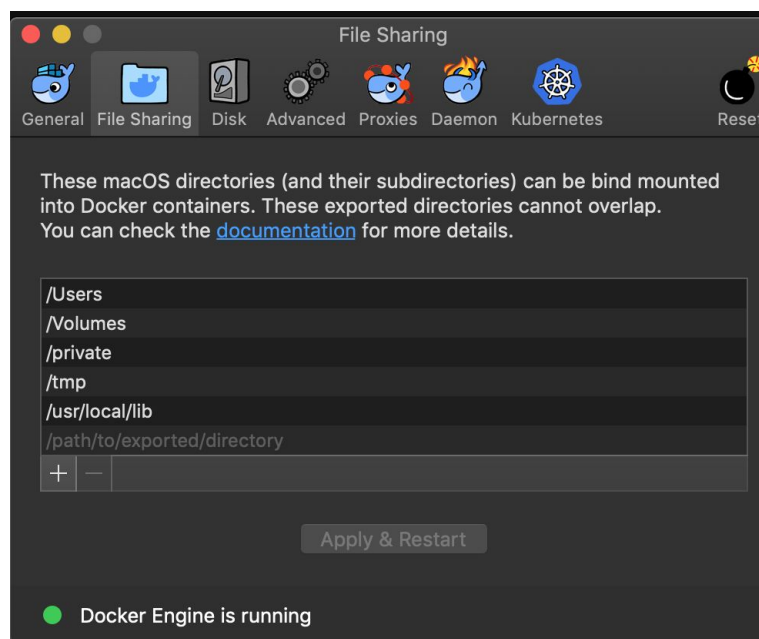 File Sharing
General File Sharing Disk Advanced Proxies Daemon Kubernetes Reset
These macOS directories (and their subdirectories) can be bind mounted
into Docker containers. These exported directories cannot overlap.
You can check the documentation for more details.
/Users
/Volumes
/private
/tmp
/usr/local/lib
/path/to/exported/directory
Apply & Restart
Docker Engine is running